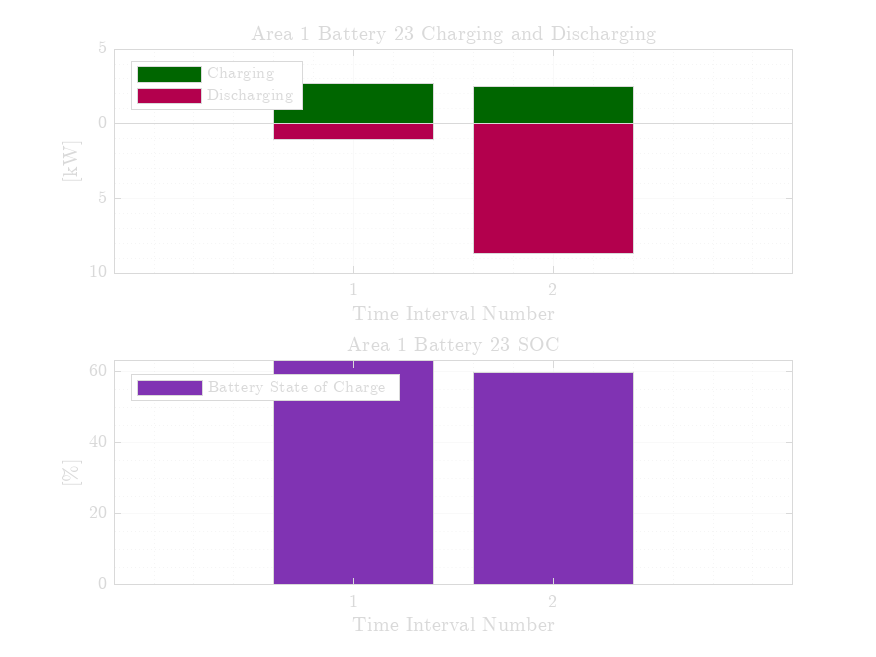 Area 1 Battery 23 Charging and Discharging
5
Charging
Discharging
0
[kW]
5
10
1 2
Time Interval Number
Area 1 Battery 23 SOC
60
Battery State of Charge
40
[%]
20
0
1 2
Time Interval Number